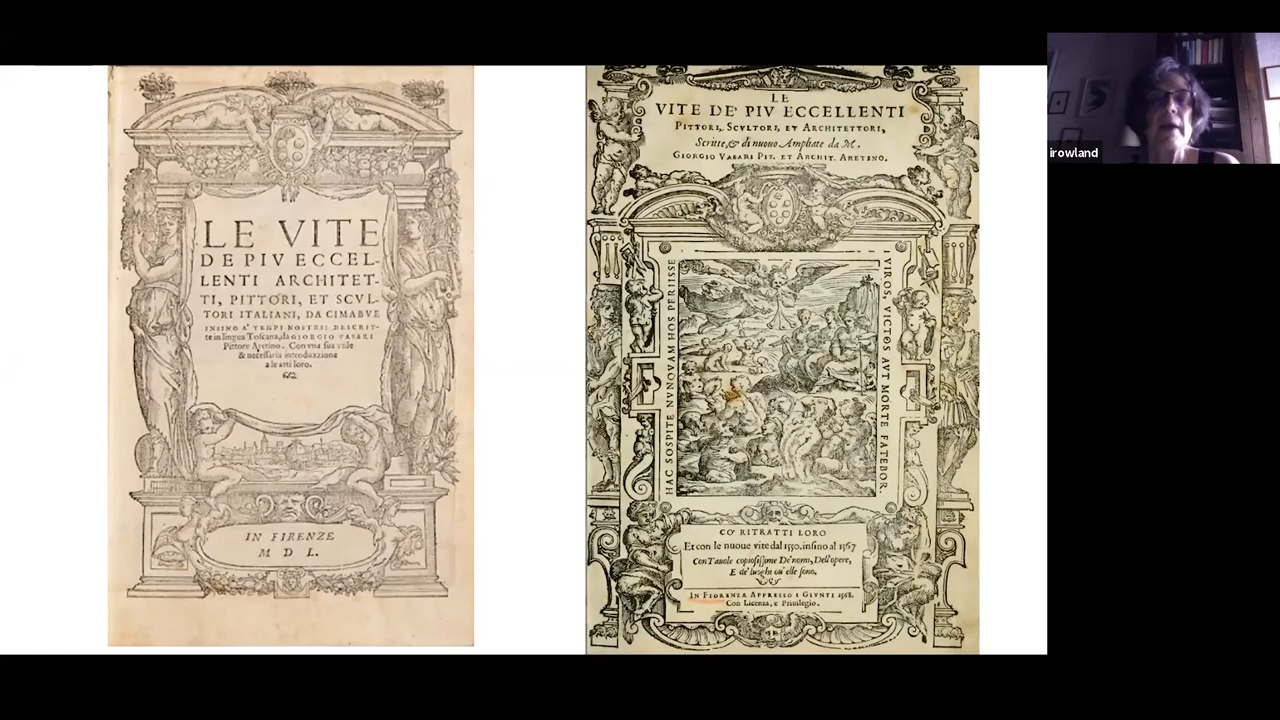 LE VITE
DE PIV ECCEL-
LENTI ARCHITET-
TI, PITTORI, ET SCVL-
TORI ITALIANI, DA CIMABVE
INSINO A' TEMPI NOSTRI: DESCRIT-
te in lingua Toscana, da GIORGIO VASARI
Pittore Aretino. Con vna sua vtile
& necessaria introduzzione
a le arti loro.
IN FIRENZE
M D L.
LE
VITE DE' PIV ECCELLENTI
PITTORI, SCVLTORI, ET ARCHITETTORI,
Scritte, & di nuouo Ampliate da M.
GIORGIO VASARI PIT. ET ARCHIT. ARETINO.
HAC SOSPITE NVNQVAM HOS PERIISSE
VIROS, VICTOS AVT MORTE FATEBOR.
CO' RITRATTI LORO
Et con le nuoue vite dal 1550. insino al 1567
Con Tauole copiosissime De' nomi, Dell'opere,
E de' luoghi ou' elle sono.
IN FIORENZA APPRESSO I GIVNTI 1568.
Con Licenza, e Priuilegio.
irowland